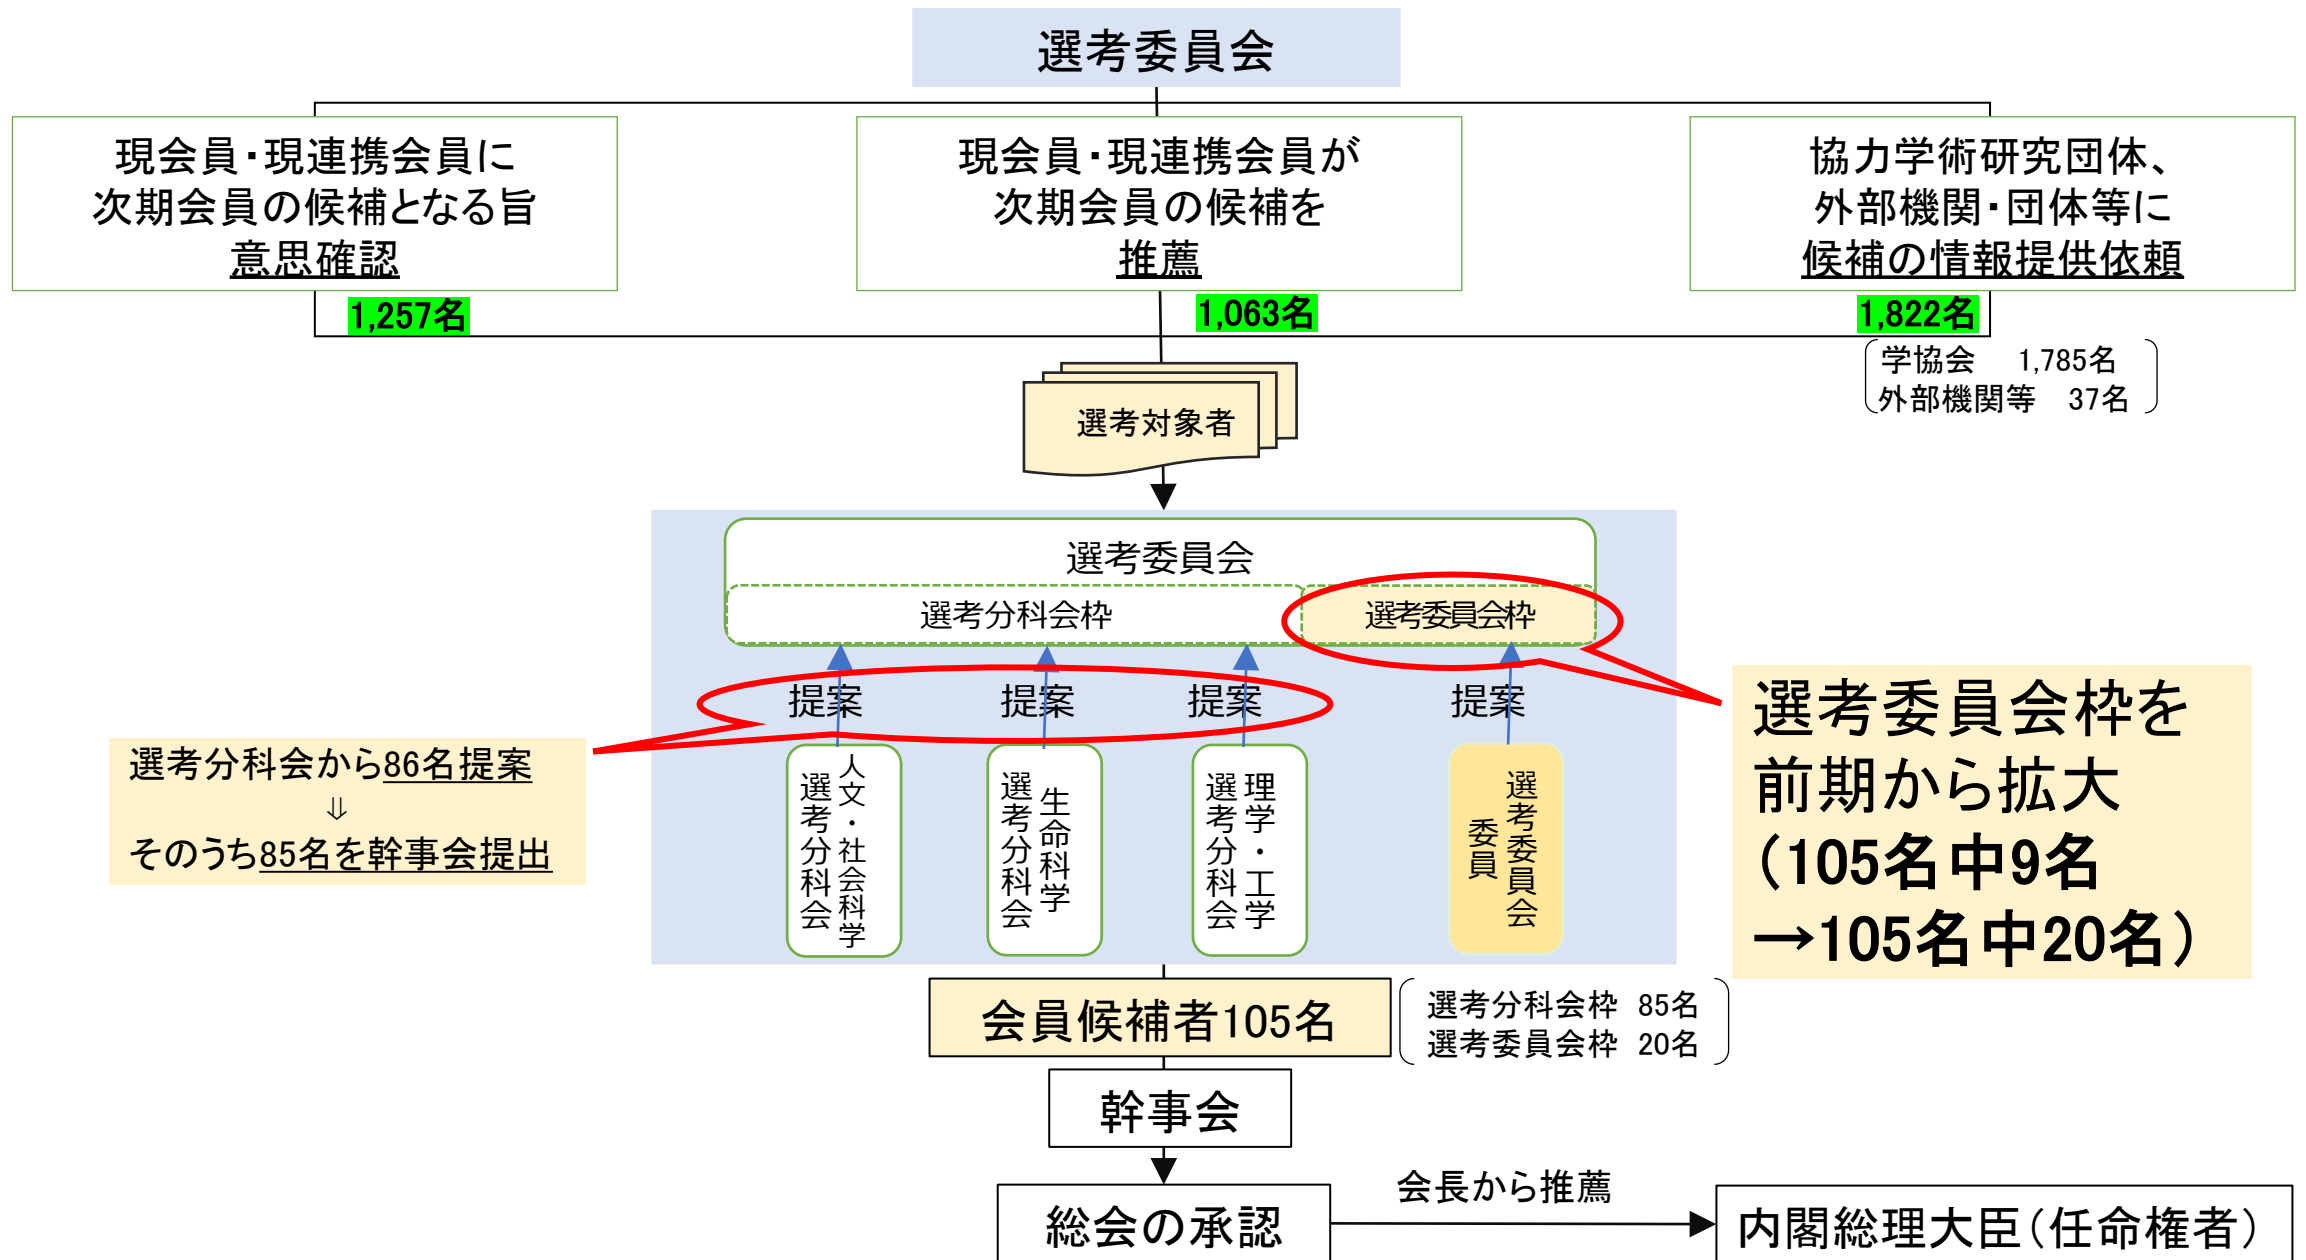 選考委員会
現会員・現連携会員に
次期会員の候補となる旨
意思確認
1,257名
現会員・現連携会員が
次期会員の候補を
推薦
1,063名
協力学術研究団体、
外部機関・団体等に
候補の情報提供依頼
1,822名
学協会 1,785名
外部機関等 37名
選考対象者
選考委員会
選考分科会枠
選考委員会枠
提案
提案
提案
提案
選考分科会から86名提案
⇓
そのうち85名を幹事会提出
人文・社会科学
選考分科会
生命科学
選考分科会
理学・工学
選考分科会
選考委員会
委員
選考委員会枠を
前期から拡大
(105名中9名
→105名中20名)
会員候補者105名
選考分科会枠 85名
選考委員会枠 20名
幹事会
総会の承認
会長から推薦
内閣総理大臣(任命権者)